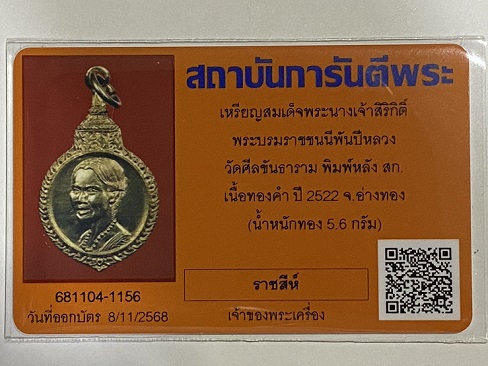 สถาบันการันตีพระ
เหรียญสมเด็จพระนางเจ้าสิริกิติ์
พระบรมราชชนนีพันปีหลวง
วัดศีลขันธาราม พิมพ์หลัง สก.
เนื้อทองคำ ปี 2522 จ.อ่างทอง
(น้ำหนักทอง 5.6 กรัม)
ราชสีห์
เจ้าของพระเครื่อง
681104-1156
วันที่ออกบัตร 8/11/2568